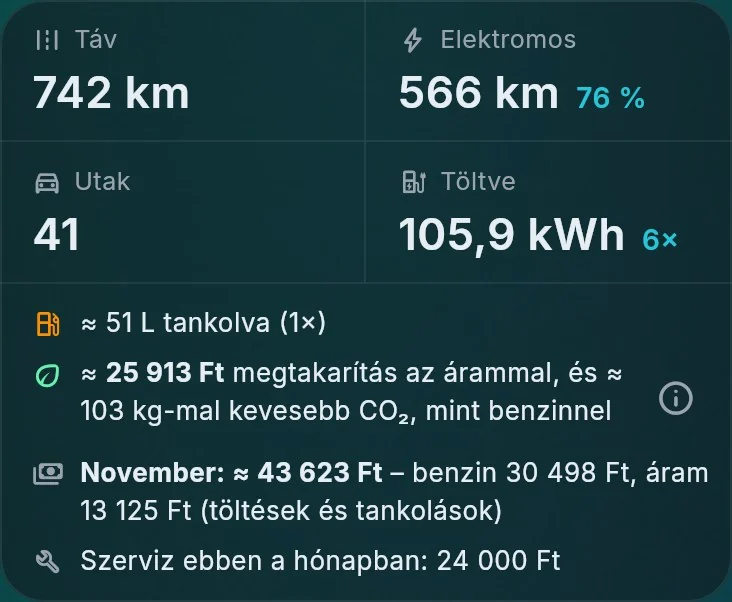 Táv
742 km
Elektromos
566 km 76 %
Utak
41
Töltve
105,9 kWh 6×
≈ 51 L tankolva (1×)
≈ 25 913 Ft megtakarítás az árammal, és ≈
103 kg-mal kevesebb CO₂, mint benzinnel
November: ≈ 43 623 Ft – benzin 30 498 Ft, áram
13 125 Ft (töltések és tankolások)
Szerviz ebben a hónapban: 24 000 Ft